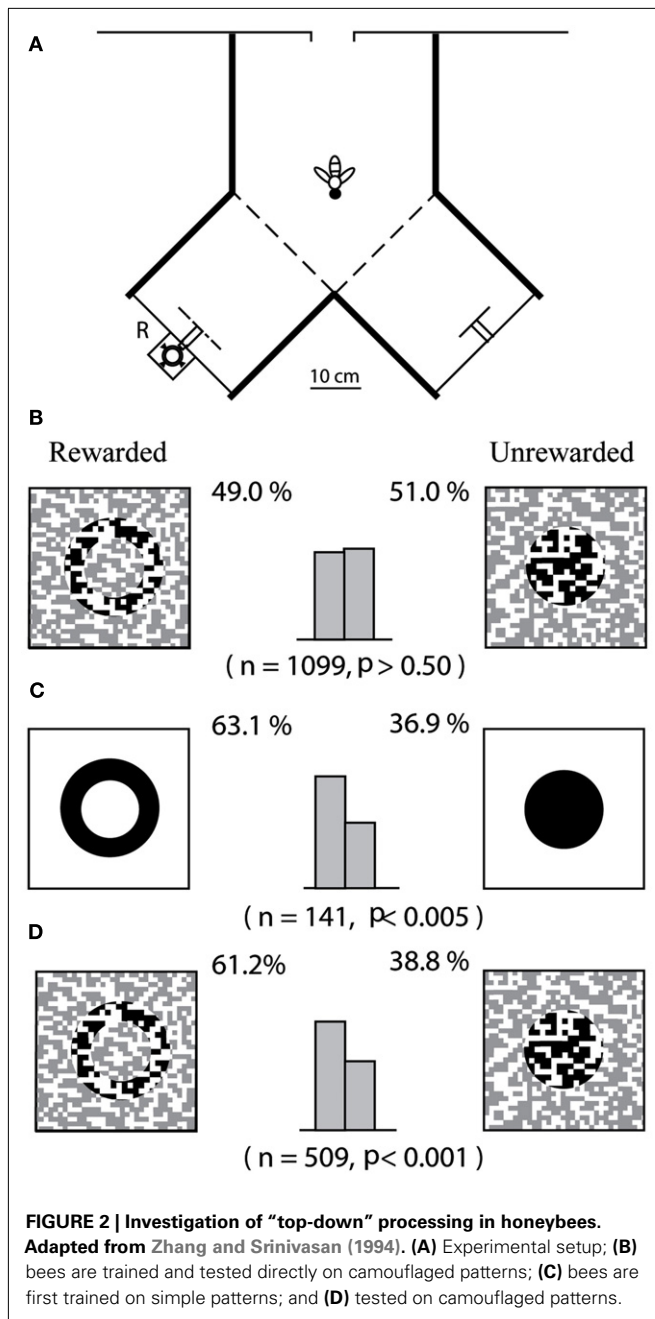 A
R
10 cm
B
Rewarded
Unrewarded
49.0 %
51.0 %
( n = 1099, p > 0.50 )
C
63.1 %
36.9 %
( n = 141, p< 0.005 )
D
61.2%
38.8 %
( n = 509, p< 0.001 )
FIGURE 2 | Investigation of “top-down” processing in honeybees.
Adapted from Zhang and Srinivasan (1994). (A) Experimental setup; (B)
bees are trained and tested directly on camouflaged patterns; (C) bees are
first trained on simple patterns; and (D) tested on camouflaged patterns.